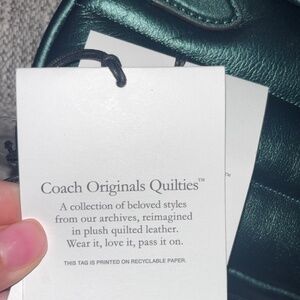 Coach Originals Quilties™
A collection of beloved styles
from our archives, reimagined
in plush quilted leather.
Wear it, love it, pass it on.
THIS TAG IS PRINTED ON RECYCLABLE PAPER.